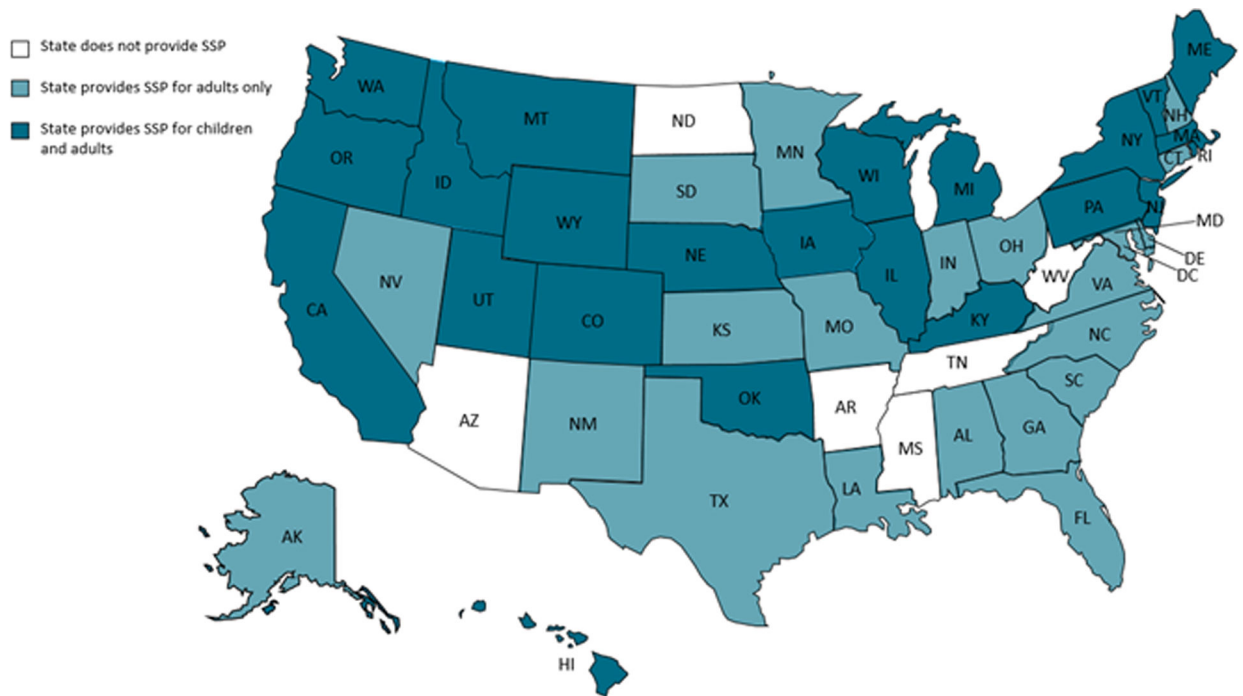 State does not provide SSP
State provides SSP for adults only
State provides SSP for children
and adults
WA
MT
ND
MN
OR
ID
SD
WI
MI
NY
VT
NH
ME
MA
CT
RI
WY
NE
IA
PA
NJ
MD
NV
UT
CO
KS
MO
IL
IN
OH
WV
VA
DE
DC
CA
KY
NC
TN
SC
AZ
NM
OK
AR
MS
AL
GA
TX
LA
FL
AK
HI